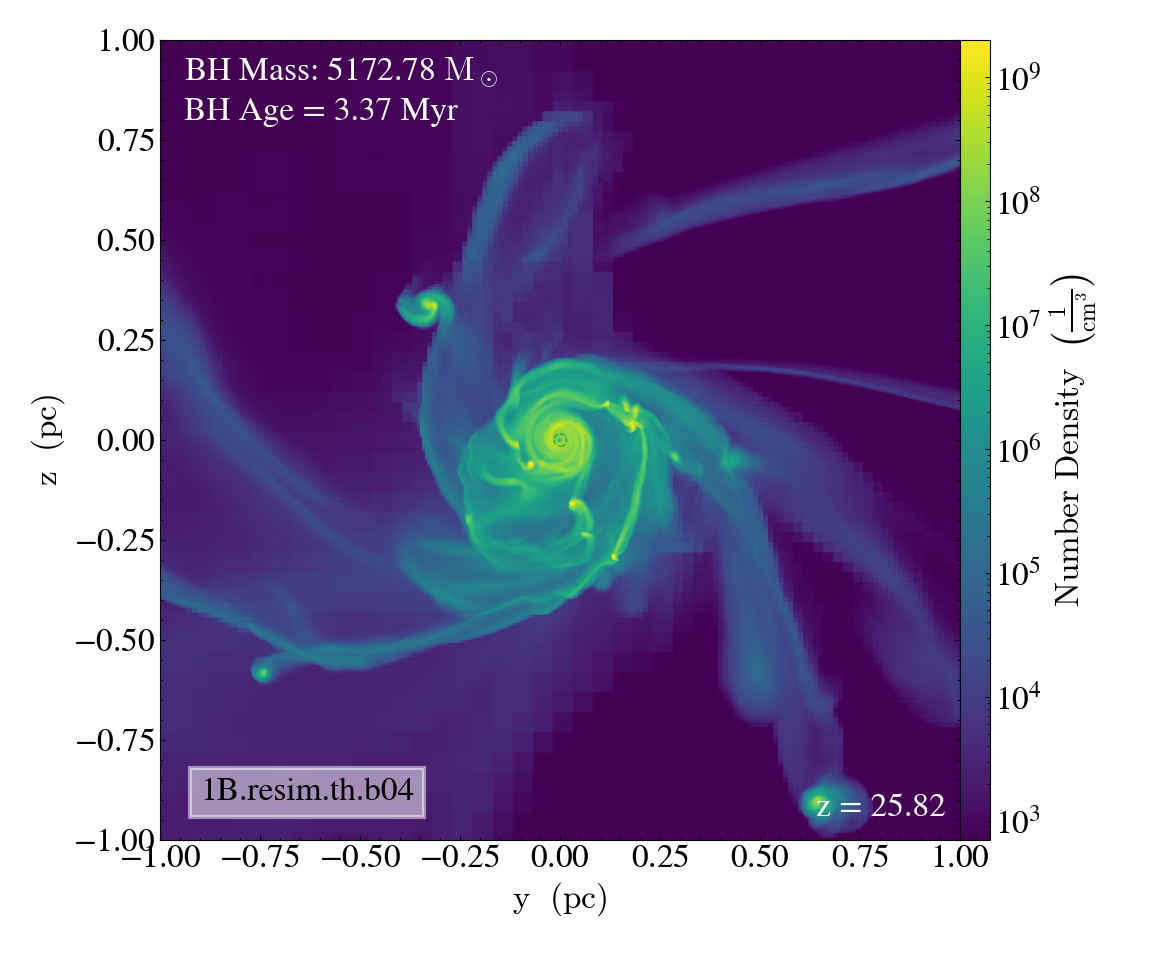 BH Mass: 5172.78 M⊙
BH Age = 3.37 Myr
1.00
0.75
0.50
0.25
0.00
−0.25
−0.50
−0.75
−1.00
z (pc)
1B.resim.th.b04
z = 25.82
−1.00 −0.75 −0.50 −0.25 0.00 0.25 0.50 0.75 1.00
y (pc)
10⁹
10⁸
10⁷
10⁶
10⁵
10⁴
10³
Number Density (1/cm³)